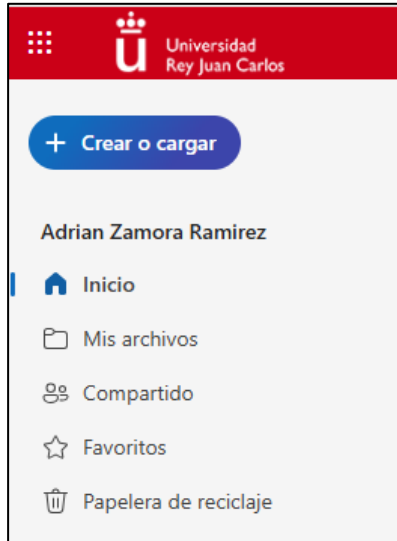 Universidad
Rey Juan Carlos
+ Crear o cargar
Adrian Zamora Ramirez
Inicio
Mis archivos
Compartido
Favoritos
Papelera de reciclaje